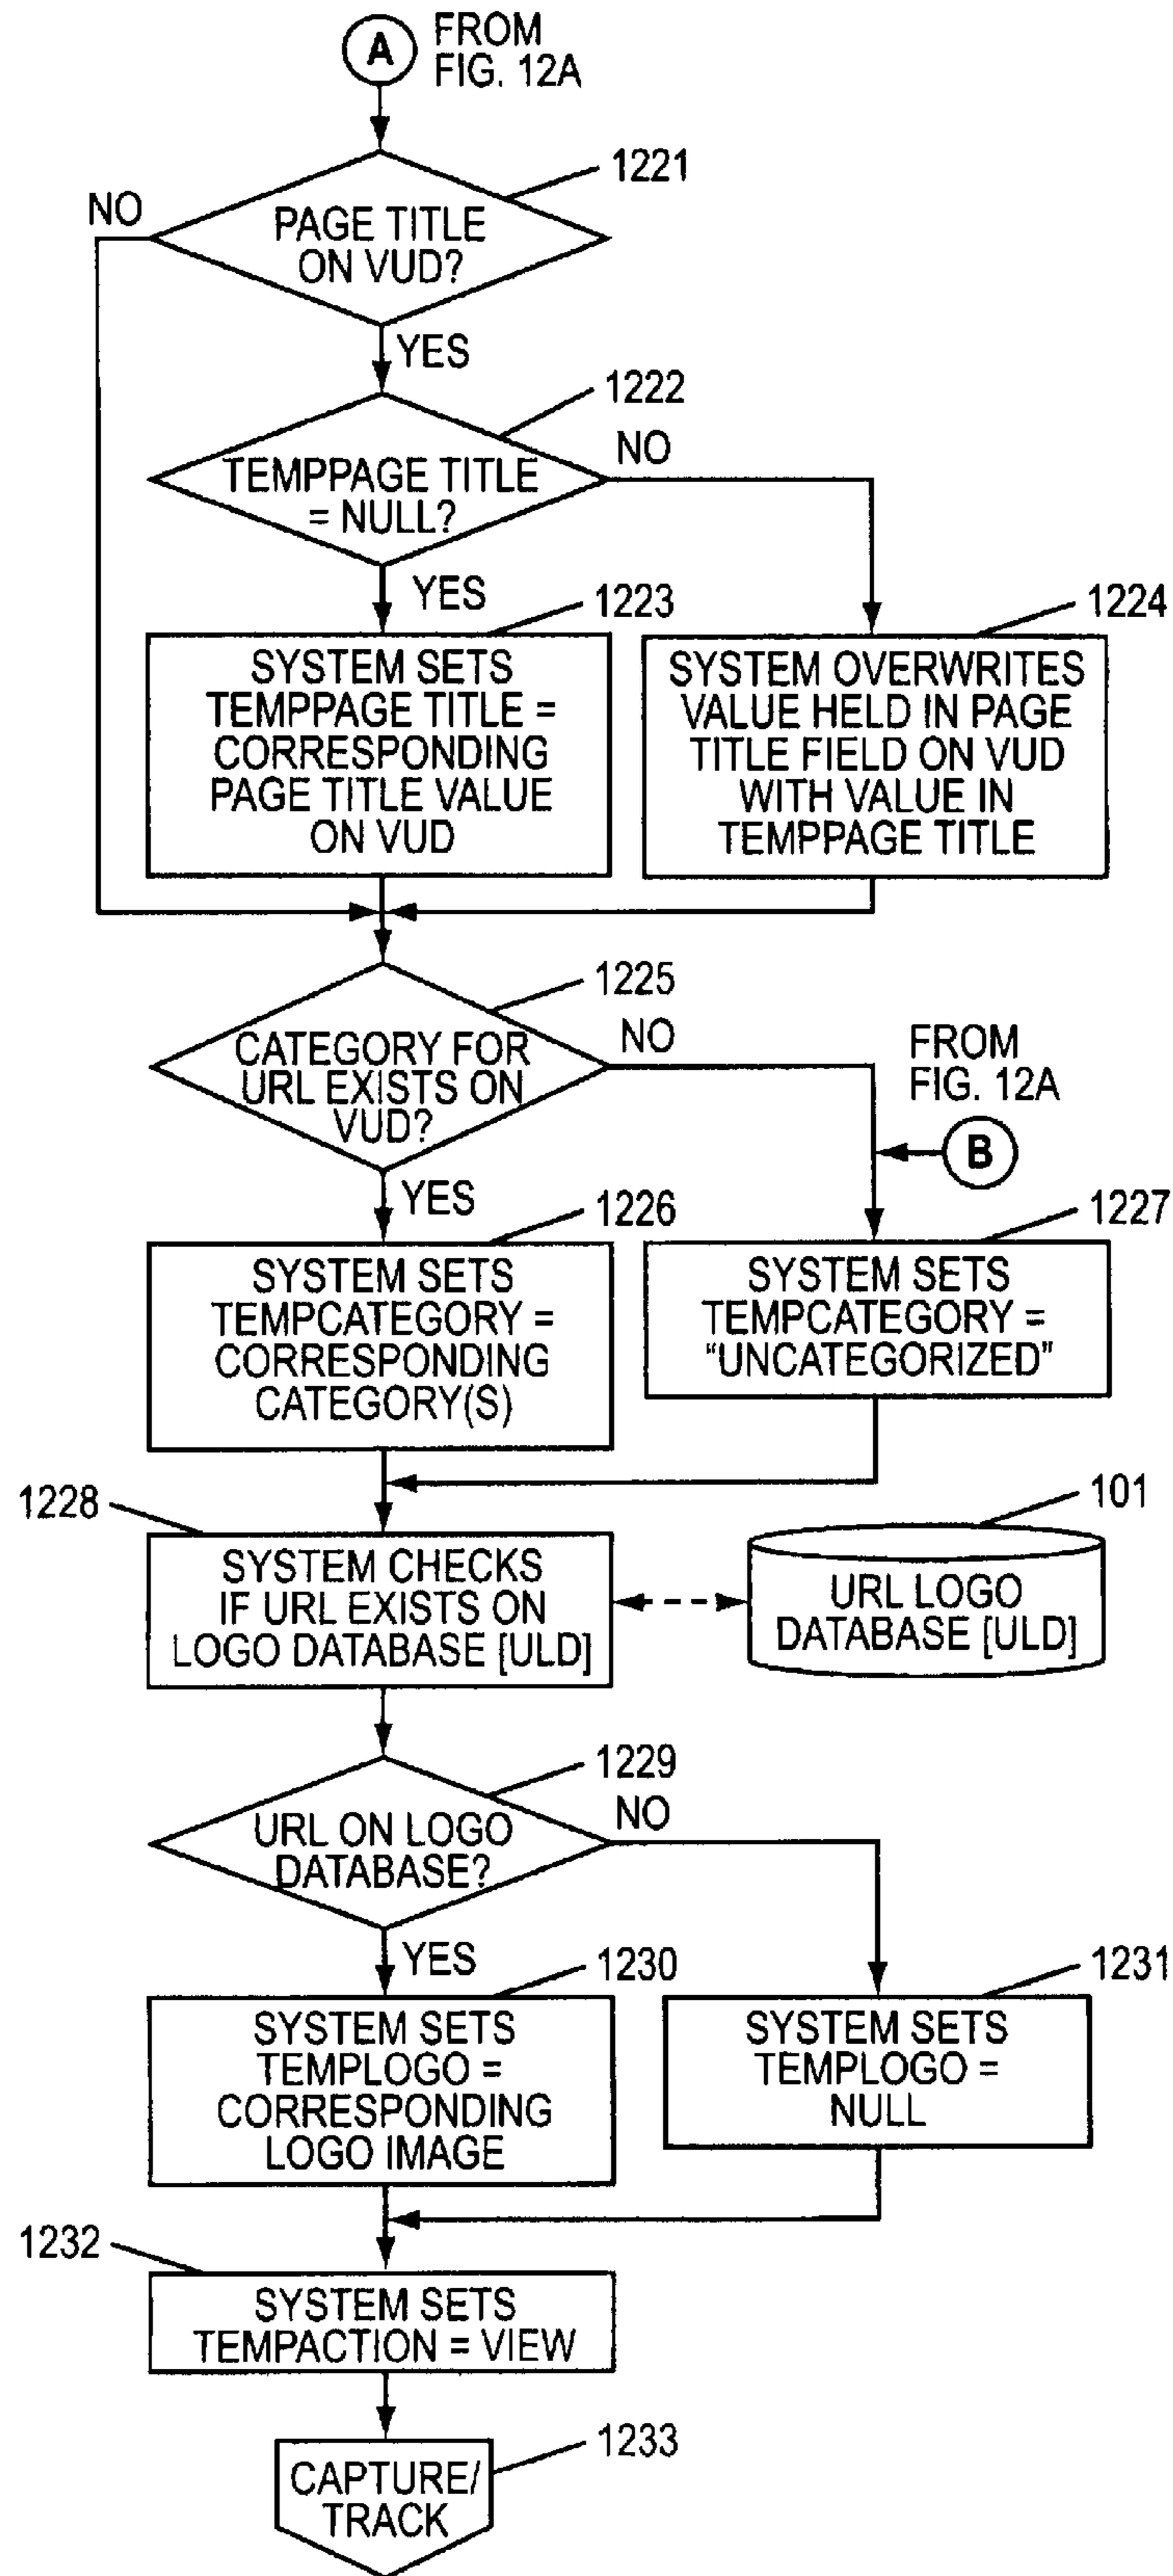 A
FROM
FIG. 12A
1221
NO
PAGE TITLE
ON VUD?
YES
1222
NO
TEMPPAGE TITLE
= NULL?
YES
1223
1224
SYSTEM SETS
TEMPPAGE TITLE =
CORRESPONDING
PAGE TITLE VALUE
ON VUD
SYSTEM OVERWRITES
VALUE HELD IN PAGE
TITLE FIELD ON VUD
WITH VALUE IN
TEMPPAGE TITLE
1225
NO
CATEGORY FOR
URL EXISTS ON
VUD?
FROM
FIG. 12A
B
YES
1226
1227
SYSTEM SETS
TEMPCATEGORY =
CORRESPONDING
CATEGORY(S)
SYSTEM SETS
TEMPCATEGORY =
“UNCATEGORIZED”
1228
101
SYSTEM CHECKS
IF URL EXISTS ON
LOGO DATABASE [ULD]
URL LOGO
DATABASE [ULD]
1229
NO
URL ON LOGO
DATABASE?
YES
1230
1231
SYSTEM SETS
TEMPLOGO =
CORRESPONDING
LOGO IMAGE
SYSTEM SETS
TEMPLOGO =
NULL
1232
SYSTEM SETS
TEMPACTION = VIEW
1233
CAPTURE/
TRACK